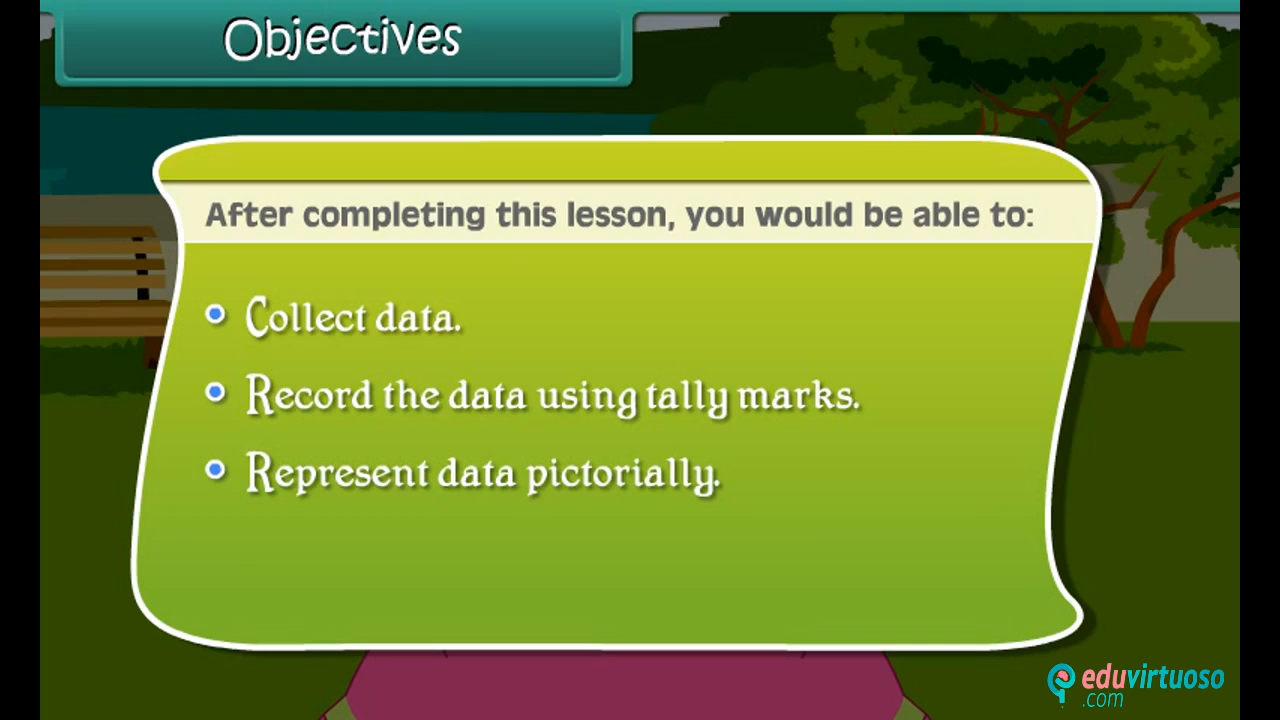 Objectives
After completing this lesson, you would be able to:
Collect data.
Record the data using tally marks.
Represent data pictorially.
eduvirtuoso
.com